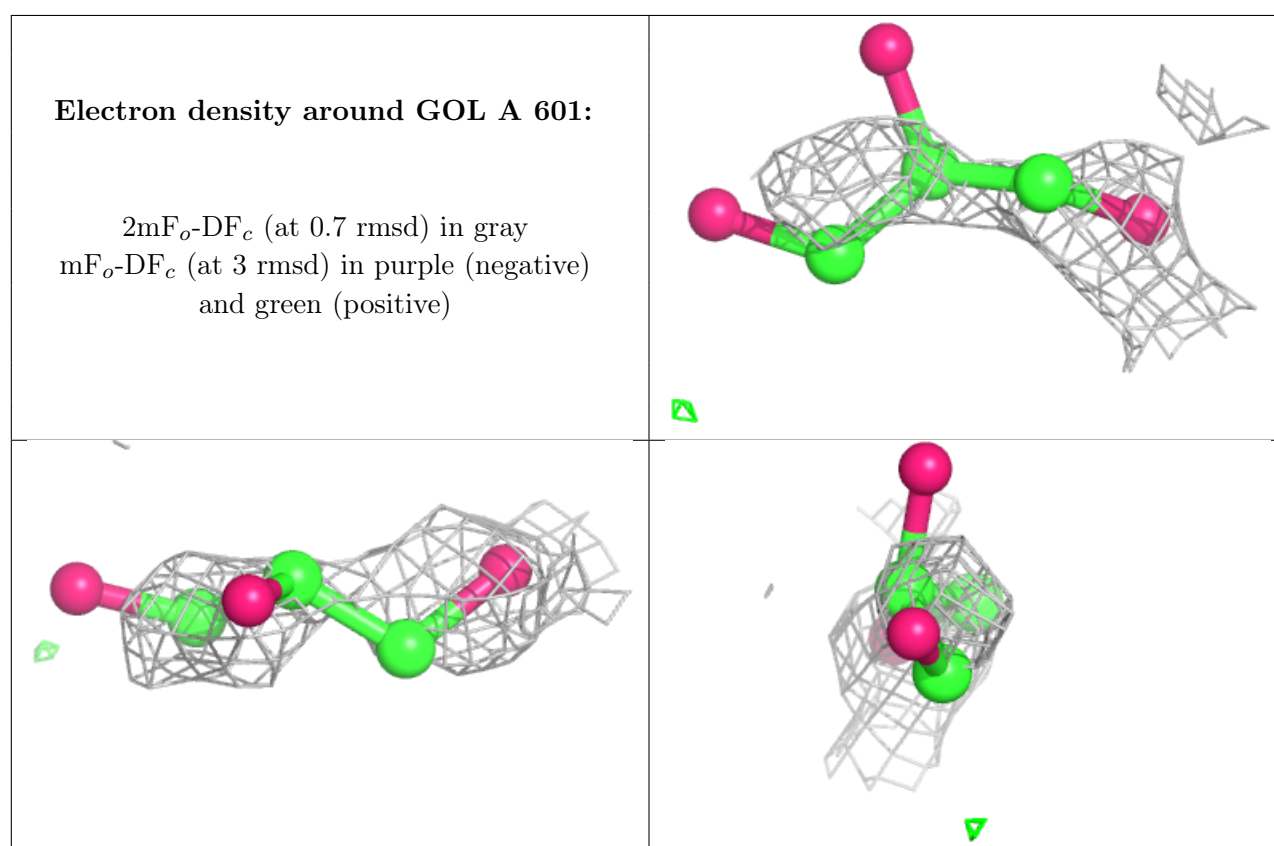 Electron density around GOL A 601:
2mFo-DFc (at 0.7 rmsd) in gray
mFo-DFc (at 3 rmsd) in purple (negative)
and green (positive)